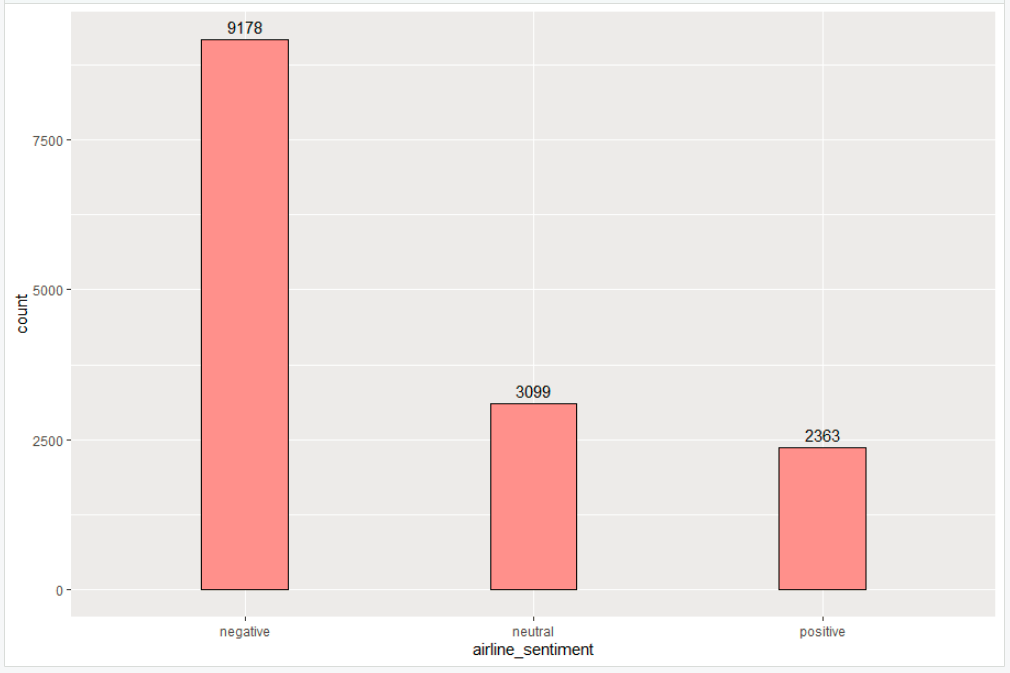 9178
7500
5000
count
3099
2500
2363
0
negative neutral positive
airline_sentiment